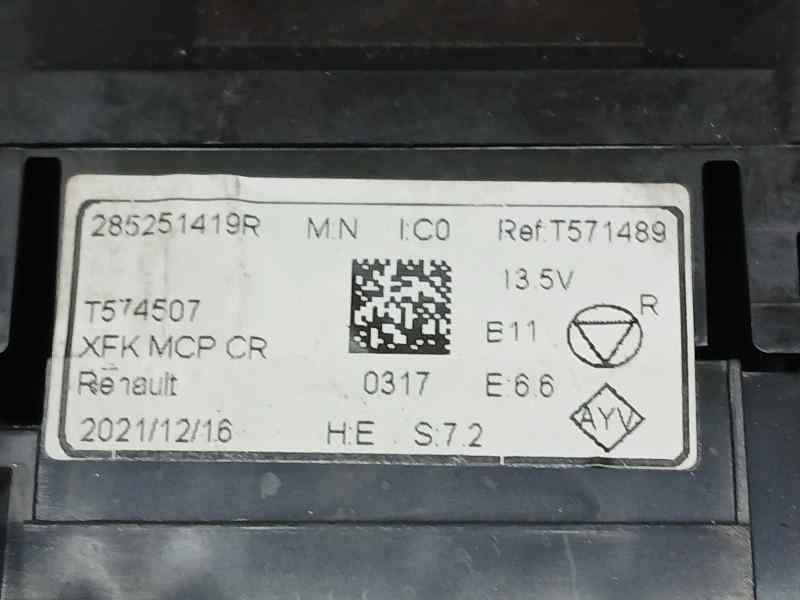 285251419R M:N I:C0 Ref:T571489
13.5V
T574507 R
XFK MCP CR E11
Renault 0317 E:6.6
2021/12/16 H:E S:7.2 AYV